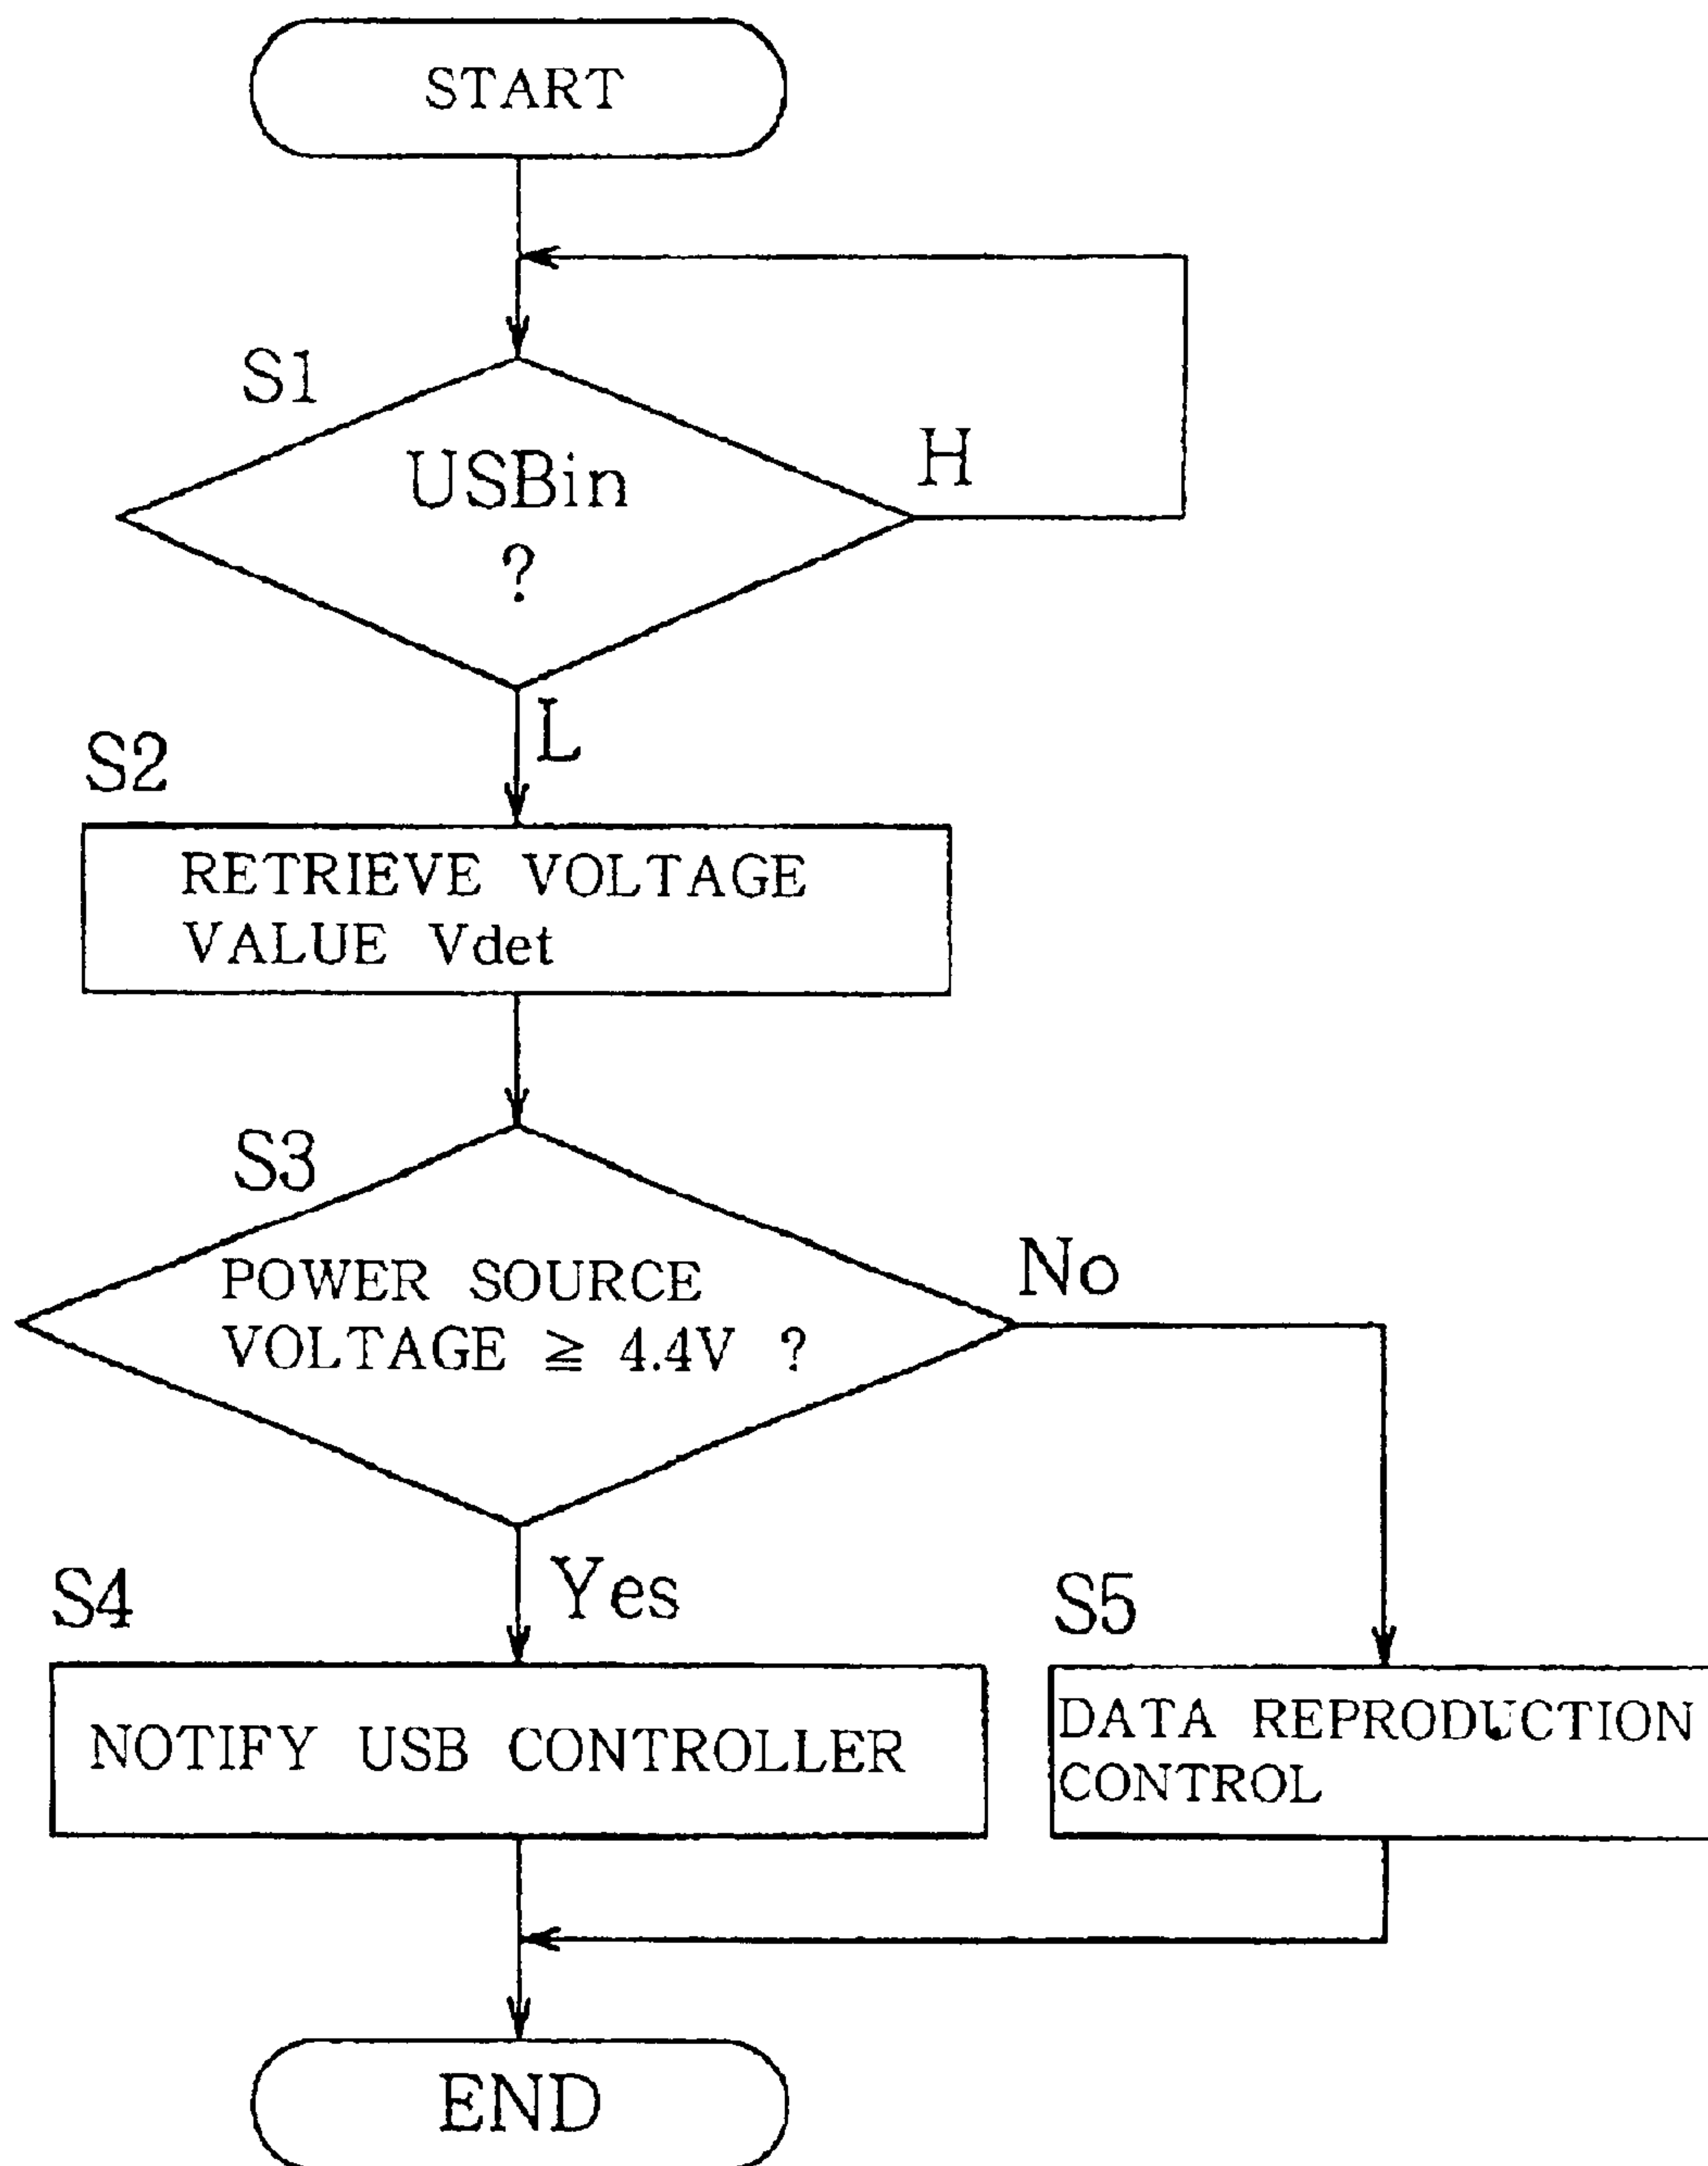 START
S1
USBin
?
H
L
S2
RETRIEVE VOLTAGE
VALUE Vdet
S3
POWER SOURCE
VOLTAGE ≧ 4.4V ?
No
Yes
S4
NOTIFY USB CONTROLLER
S5
DATA REPRODUCTION
CONTROL
END